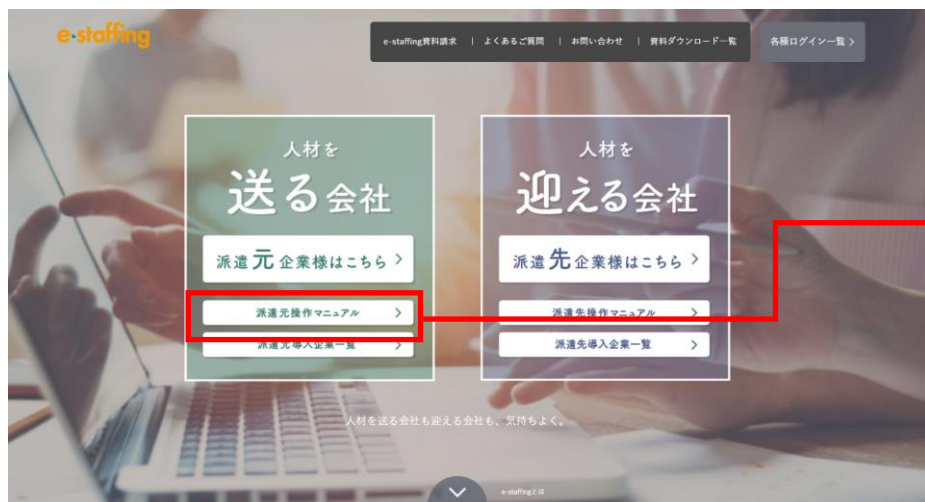 e-staffing
e-staffing資料請求 | よくあるご質問 | お問い合わせ | 資料ダウンロード一覧
各種ログイン一覧 >
人材を
送る会社
派遣元企業様はこちら >
派遣元操作マニュアル >
派遣元導入企業一覧 >
人材を
迎える会社
派遣先企業様はこちら >
派遣先操作マニュアル >
派遣先導入企業一覧 >
人材を送る会社も迎える会社も、気持ちよく。
e-staffingとは